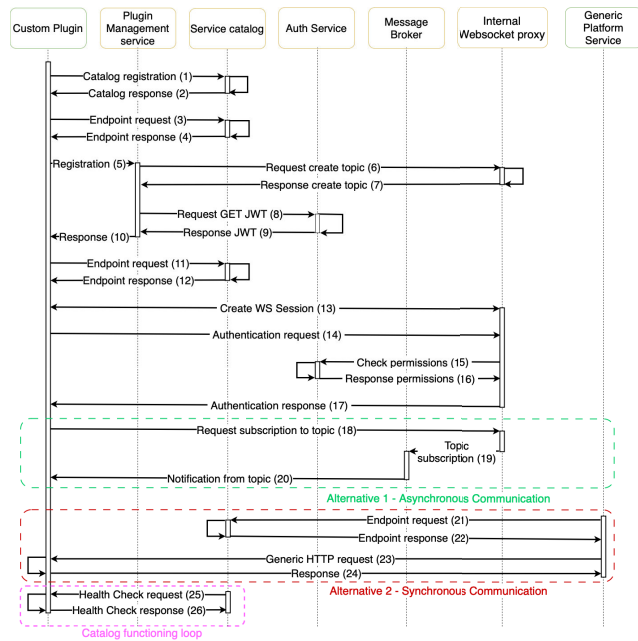 Custom Plugin
Plugin
Management
service
Service catalog
Auth Service
Message
Broker
Internal
Websocket proxy
Generic
Platform
Service
Catalog registration (1)
Catalog response (2)
Endpoint request (3)
Endpoint response (4)
Registration (5)
Request create topic (6)
Response create topic (7)
Request GET JWT (8)
Response JWT (9)
Response (10)
Endpoint request (11)
Endpoint response (12)
Create WS Session (13)
Authentication request (14)
Check permissions (15)
Response permissions (16)
Authentication response (17)
Request subscription to topic (18)
Topic
subscription (19)
Notification from topic (20)
Alternative 1 - Asynchronous Communication
Endpoint request (21)
Endpoint response (22)
Generic HTTP request (23)
Response (24)
Alternative 2 - Synchronous Communication
Health Check request (25)
Health Check response (26)
Catalog functioning loop